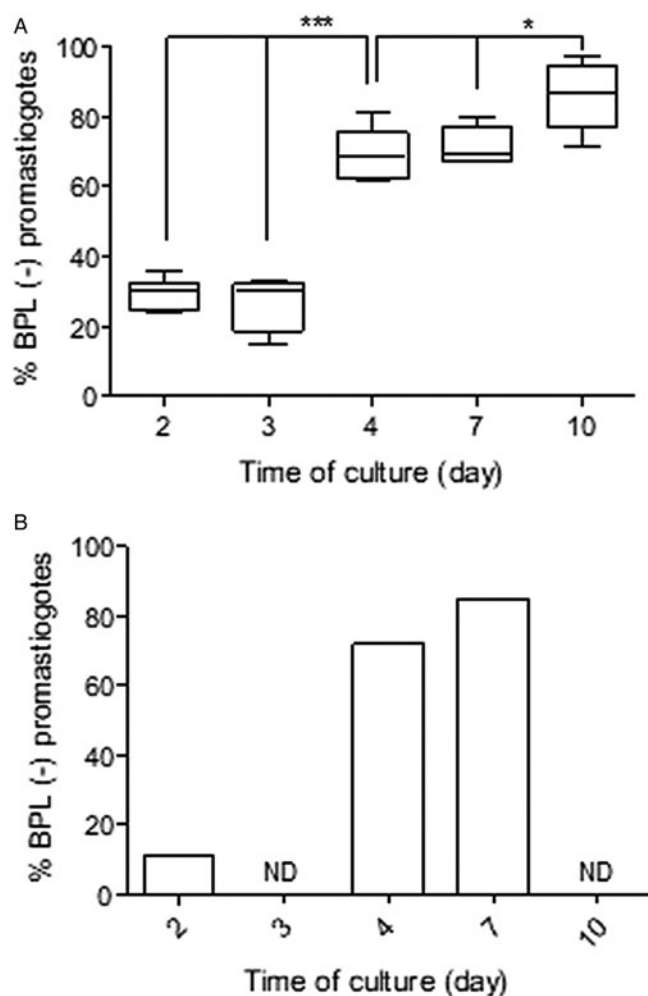 A
*** *
% BPL (-) promastiogotes
100
80
60
40
20
0
2 3 4 7 10
Time of culture (day)
B
% BPL (-) promastiogotes
100
80
60
40
20
0
ND ND
2 3 4 7 10
Time of culture (day)